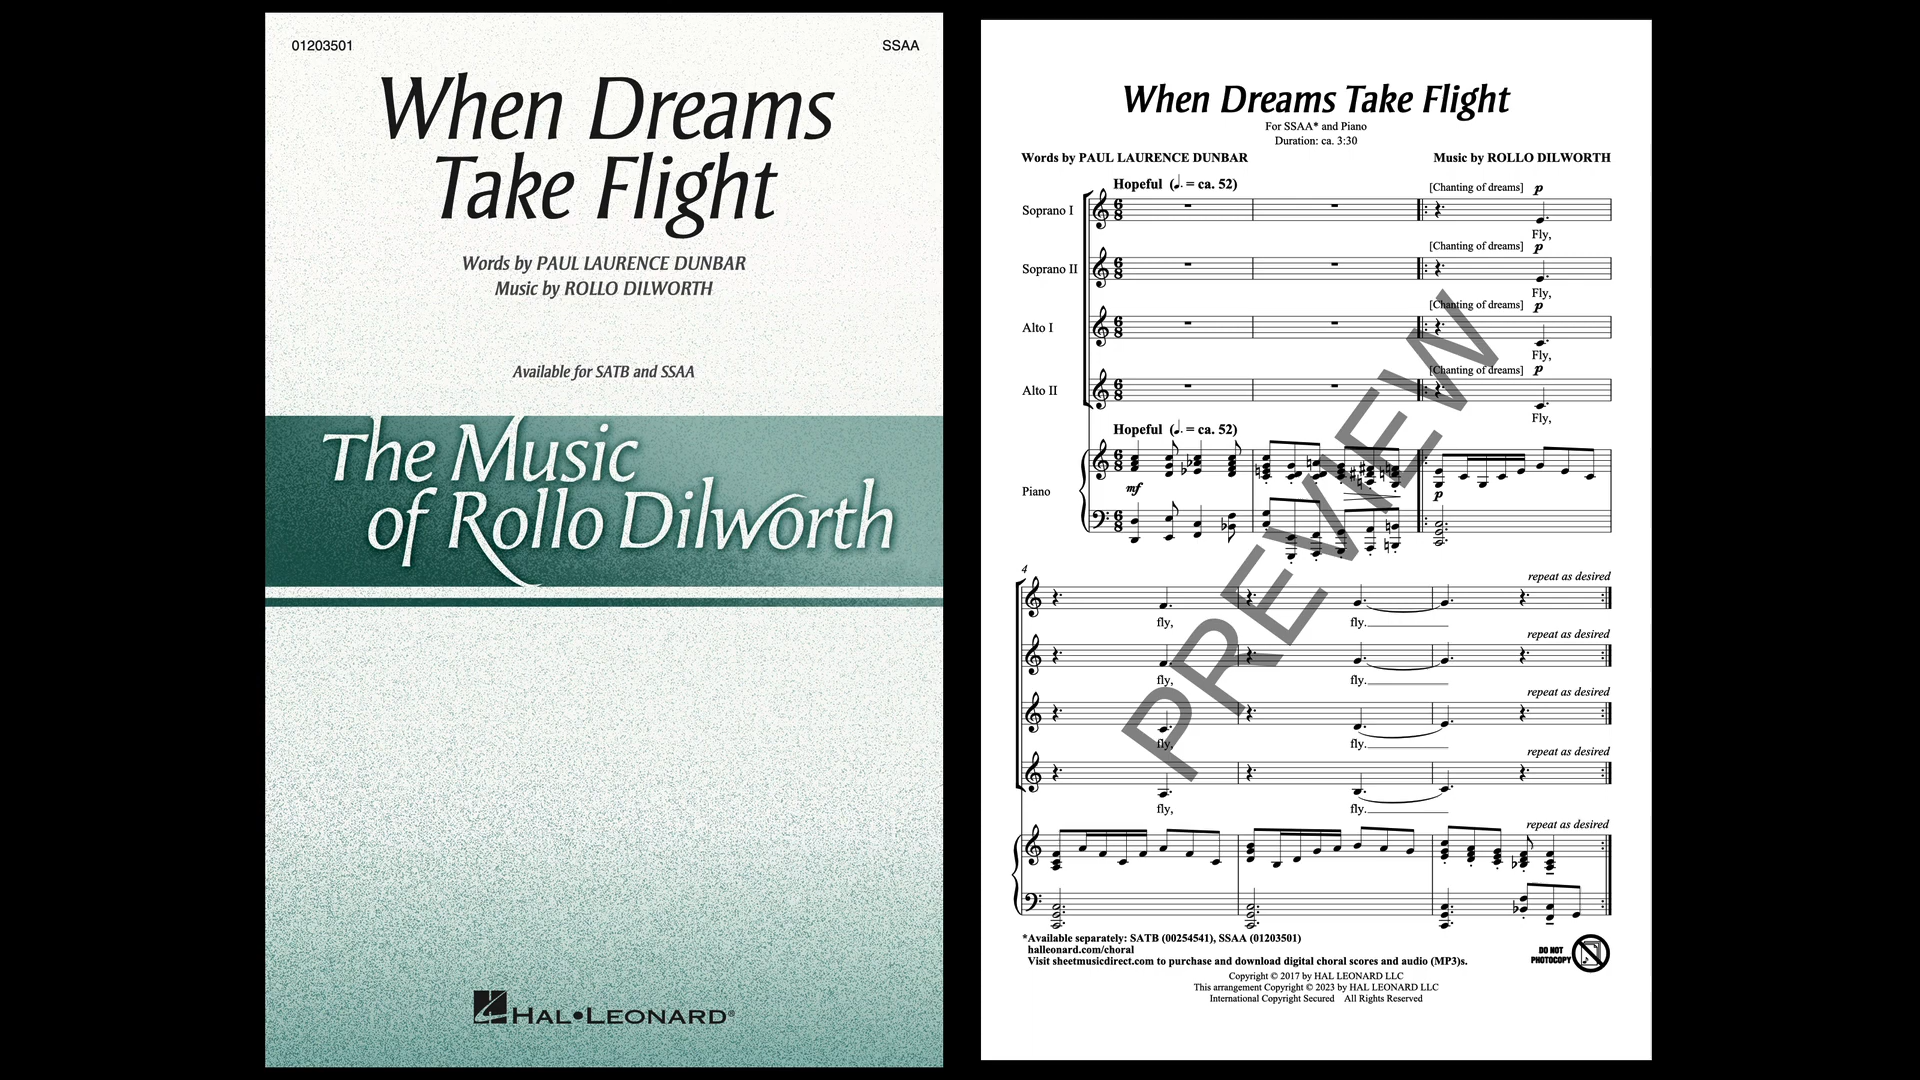 01203501
SSAA
When Dreams
Take Flight
Words by PAUL LAURENCE DUNBAR
Music by ROLLO DILWORTH
Available for SATB and SSAA
The Music
of Rollo Dilworth
HAL•LEONARD®
When Dreams Take Flight
For SSAA* and Piano
Duration: ca. 3:30
Words by PAUL LAURENCE DUNBAR
Music by ROLLO DILWORTH
Hopeful (♩. = ca. 52)
[Chanting of dreams] p
Soprano I
Fly,
[Chanting of dreams] p
Soprano II
Fly,
[Chanting of dreams] p
Alto I
Fly,
[Chanting of dreams] p
Alto II
Fly,
Hopeful (♩. = ca. 52)
Piano
mf
p
PREVIEW
4
repeat as desired
fly, fly.
repeat as desired
fly, fly.
repeat as desired
fly, fly.
repeat as desired
fly, fly.
repeat as desired
*Available separately: SATB (00254541), SSAA (01203501)
halleonard.com/choral
Visit sheetmusicdirect.com to purchase and download digital choral scores and audio (MP3)s.
DO NOT
PHOTOCOPY
Copyright © 2017 by HAL LEONARD LLC
This arrangement Copyright © 2023 by HAL LEONARD LLC
International Copyright Secured All Rights Reserved